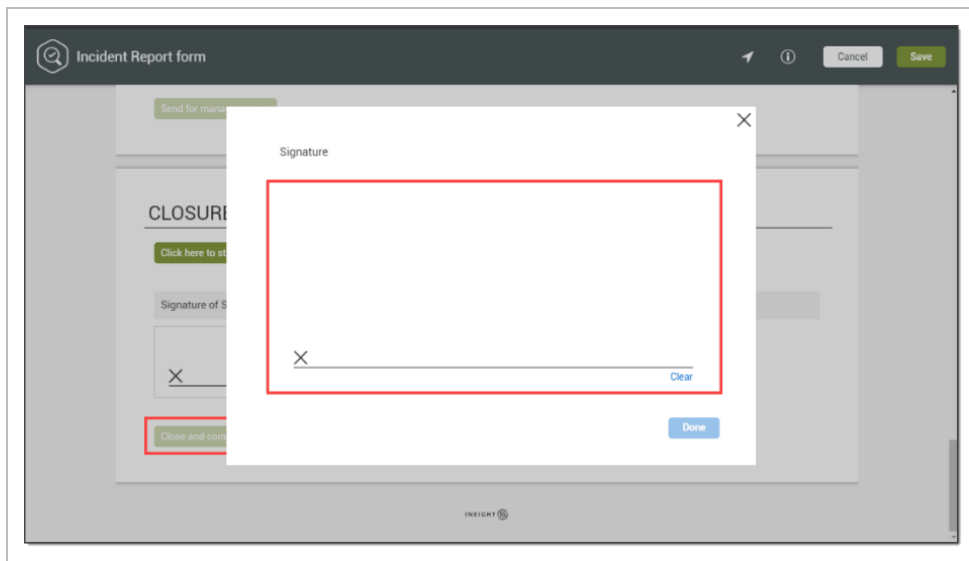 Incident Report form
Cancel
Save
Send for mana
Signature
CLOSURE
Click here to st
Signature of S
Clear
Close and com
Done
INEIGHT